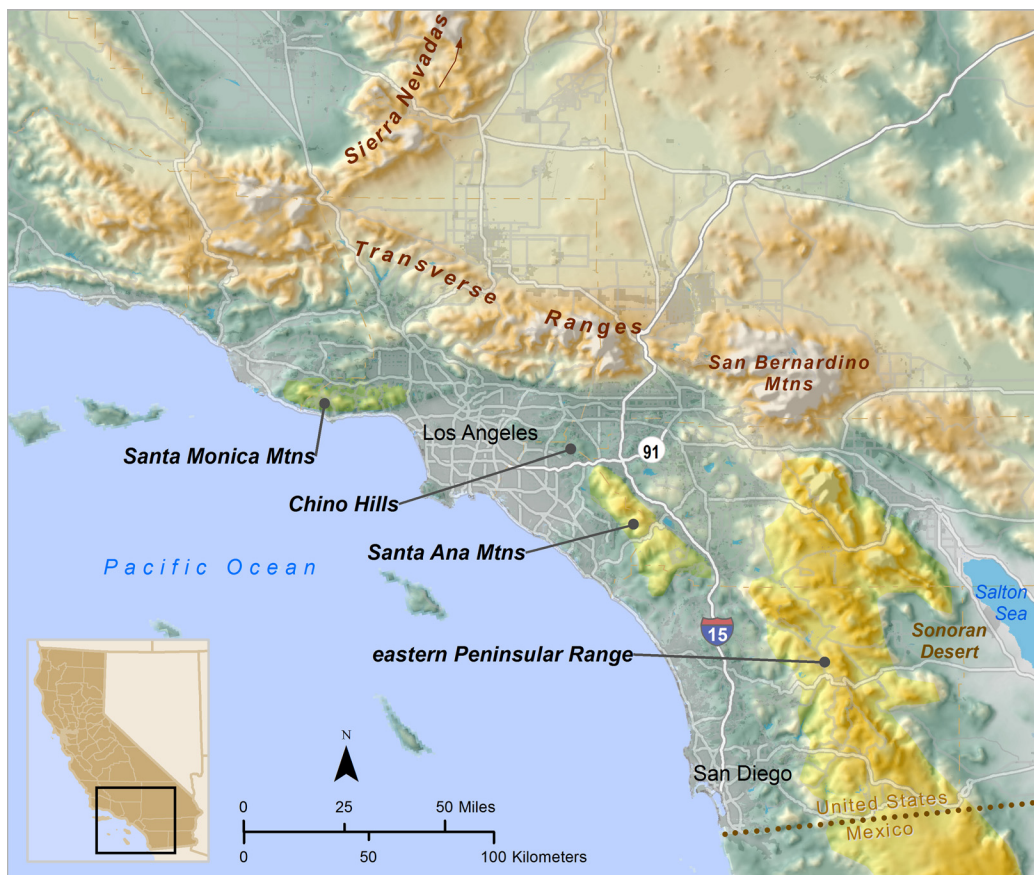 Sierra Nevadas
Transverse
Ranges
San Bernardino
Mtns
Los Angeles
91
Santa Monica Mtns
Chino Hills
Santa Ana Mtns
Pacific Ocean
Salton
Sea
15
Sonoran
Desert
eastern Peninsular Range
N
San Diego
0 25 50 Miles
United States
Mexico
0 50 100 Kilometers